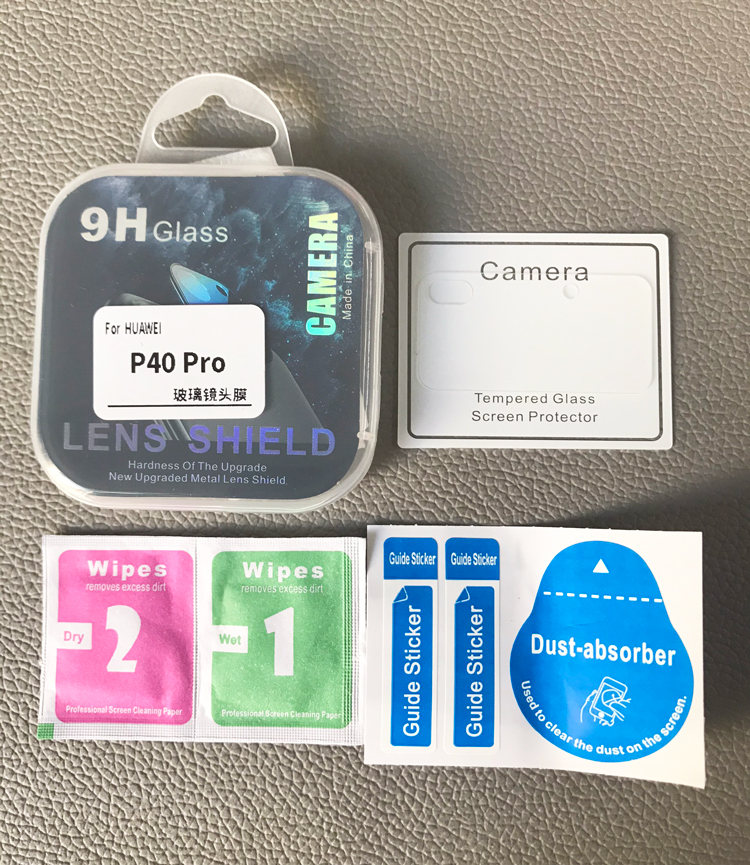 9H Glass
CAMERA
Made in China
For HUAWEI
P40 Pro
玻璃镜头膜
LENS SHIELD
Hardness Of The Upgrade
New Upgraded Metal Lens Shield.
Camera
Tempered Glass
Screen Protector
Wipes
removes excess dirt
Dry
2
Professional Screen Cleaning Paper
Wipes
removes excess dirt
Wet
1
Professional Screen Cleaning Paper
Guide Sticker
Guide Sticker
Guide Sticker
Guide Sticker
Dust-absorber
Used to clear the dust on the screen.